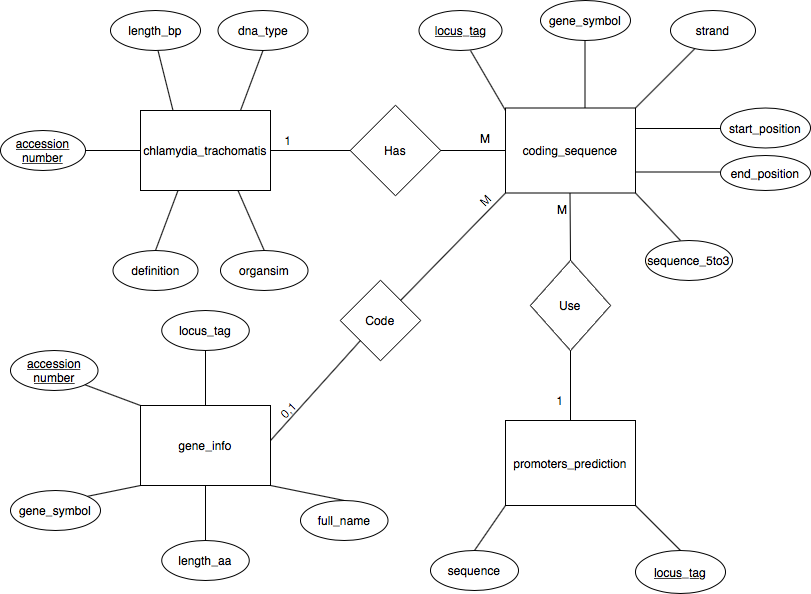 length_bp
dna_type
locus_tag
gene_symbol
strand
accession
number
chlamydia_trachomatis
1
Has
M
coding_sequence
start_position
end_position
definition
organsim
M
M
sequence_5to3
Code
Use
locus_tag
accession
number
0,1
1
gene_info
promoters_prediction
gene_symbol
full_name
length_aa
sequence
locus_tag